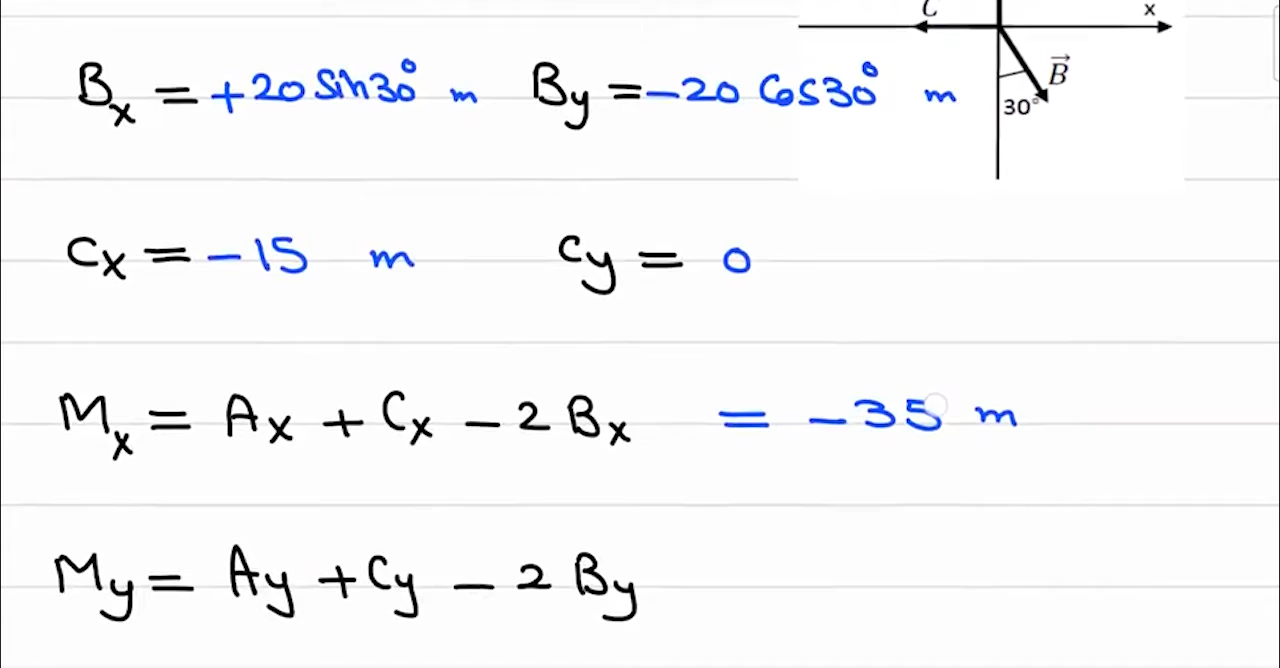 C x
Bx = +20 Sin30° m By = -20 Cos30° m B⃗
30°
Cx = -15 m Cy = 0
Mx = Ax + Cx - 2 Bx = -35 m
My = Ay + Cy - 2 By